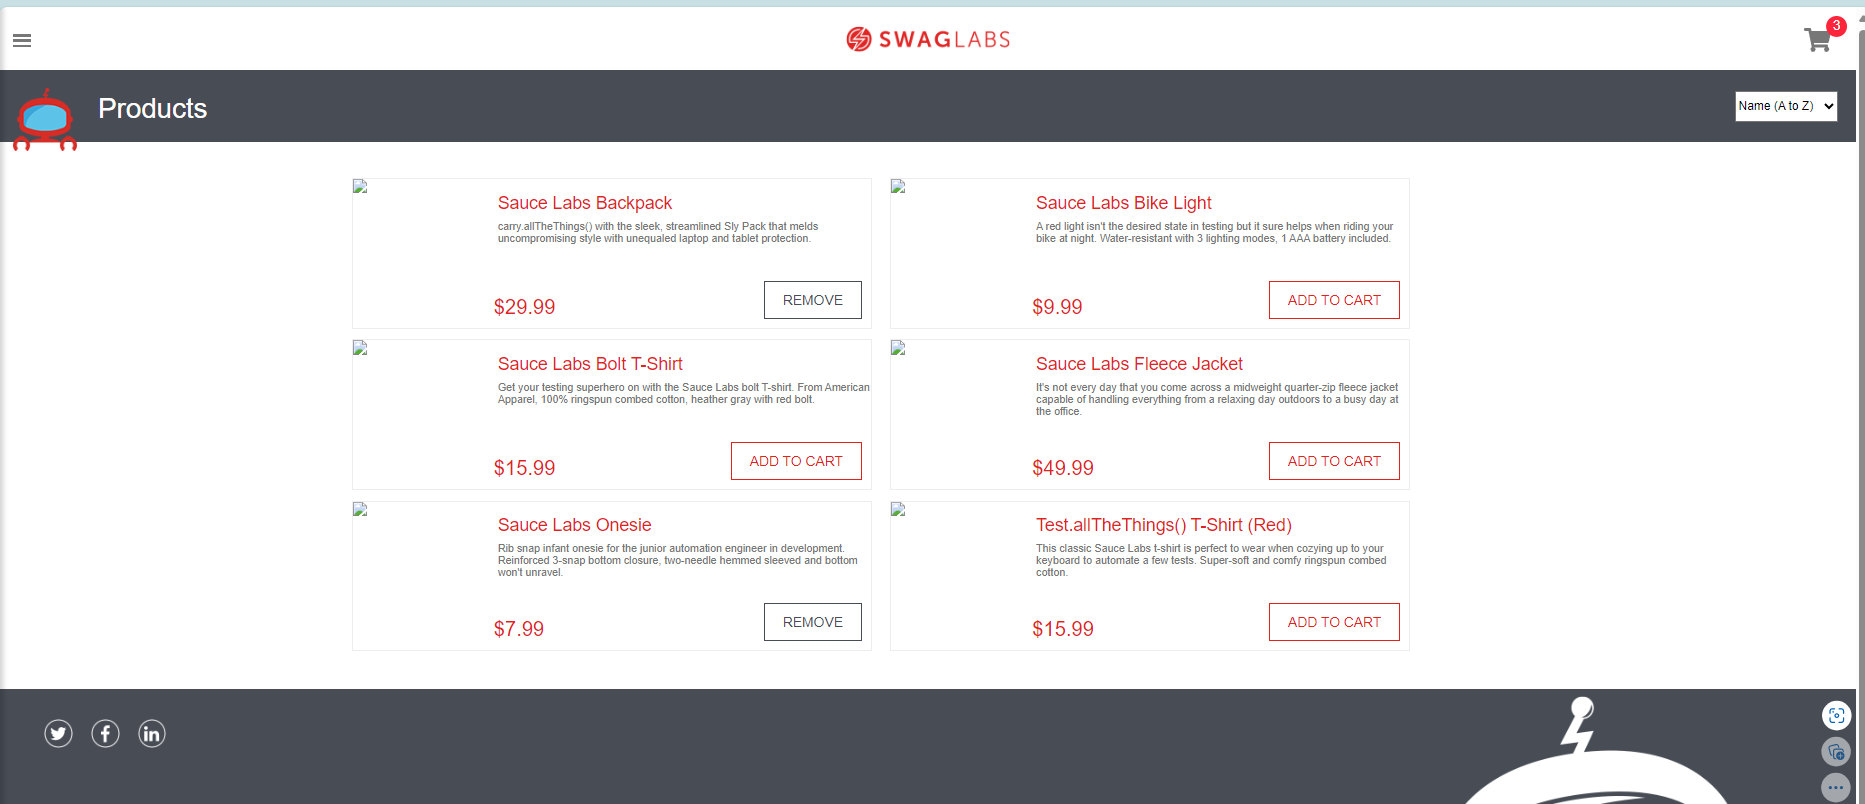 SWAGLABS
3
Products
Name (A to Z)
Sauce Labs Backpack
carry.allTheThings() with the sleek, streamlined Sly Pack that melds
uncompromising style with unequaled laptop and tablet protection.
$29.99
REMOVE
Sauce Labs Bike Light
A red light isn't the desired state in testing but it sure helps when riding your
bike at night. Water-resistant with 3 lighting modes, 1 AAA battery included.
$9.99
ADD TO CART
Sauce Labs Bolt T-Shirt
Get your testing superhero on with the Sauce Labs bolt T-shirt. From American
Apparel, 100% ringspun combed cotton, heather gray with red bolt.
$15.99
ADD TO CART
Sauce Labs Fleece Jacket
It's not every day that you come across a midweight quarter-zip fleece jacket
capable of handling everything from a relaxing day outdoors to a busy day at
the office.
$49.99
ADD TO CART
Sauce Labs Onesie
Rib snap infant onesie for the junior automation engineer in development.
Reinforced 3-snap bottom closure, two-needle hemmed sleeved and bottom
won't unravel.
$7.99
REMOVE
Test.allTheThings() T-Shirt (Red)
This classic Sauce Labs t-shirt is perfect to wear when cozying up to your
keyboard to automate a few tests. Super-soft and comfy ringspun combed
cotton.
$15.99
ADD TO CART